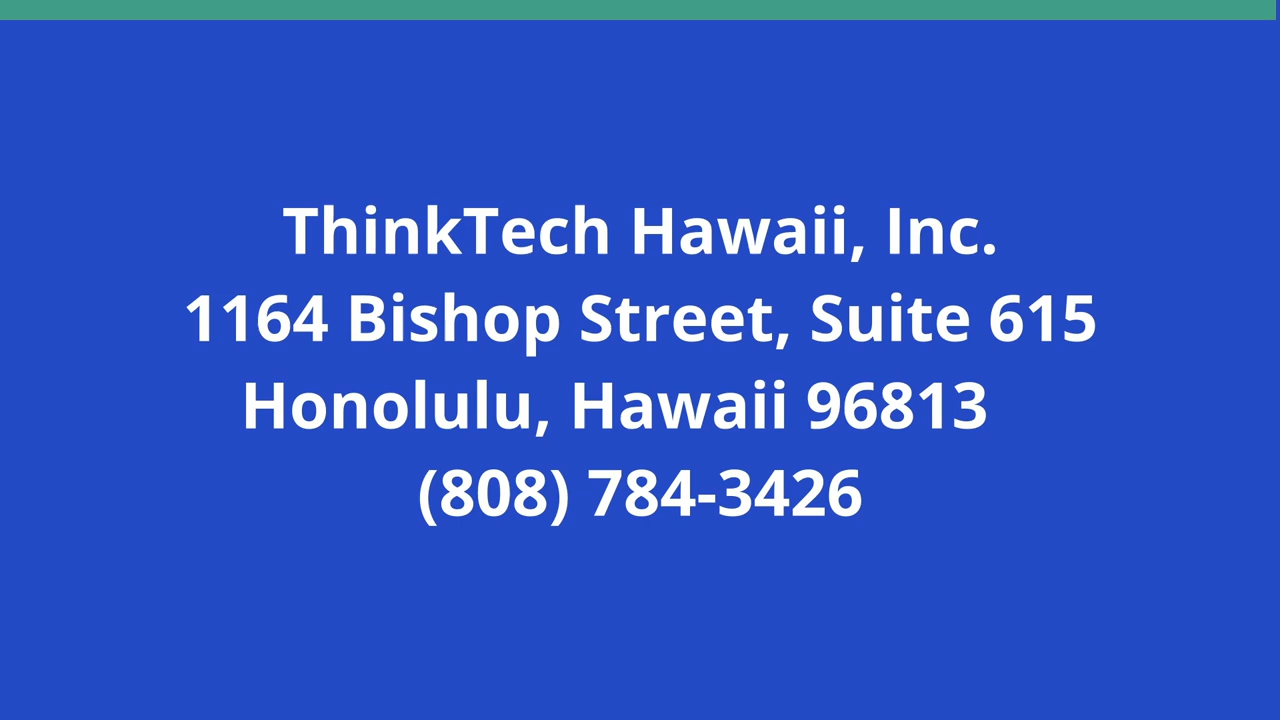 ThinkTech Hawaii, Inc.
1164 Bishop Street, Suite 615
Honolulu, Hawaii 96813
(808) 784-3426